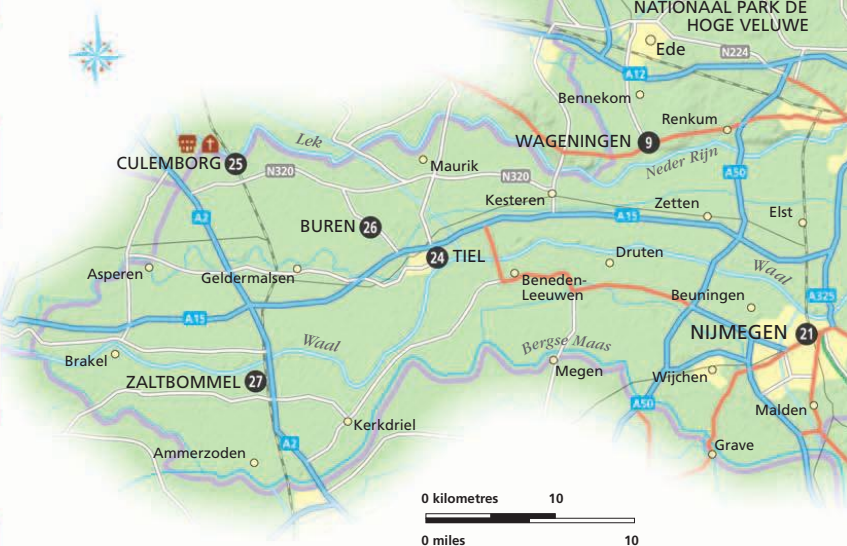 NATIONAAL PARK DE
HOGE VELUWE
Ede
N224
A12
Bennekom
Renkum
WAGENINGEN 9
Lek
CULEMBORG 25
Maurik
Neder Rijn
N320
N320
A50
Kesteren
Zetten
A2
A15
Elst
BUREN 26
24 TIEL
Druten
Waal
Asperen
Geldermalsen
Beneden-
Leeuwen
Beuningen
A325
A15
NIJMEGEN 21
Waal
Bergse Maas
Brakel
Megen
Wijchen
ZALTBOMMEL 27
A50
Malden
Kerkdriel
A2
Grave
Ammerzoden
0 kilometres 10
0 miles 10